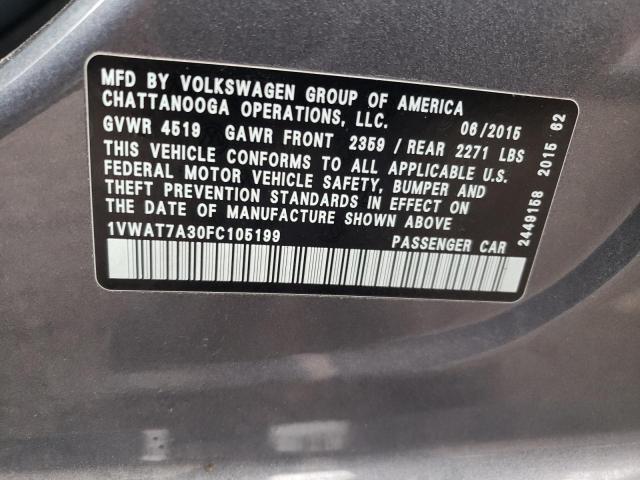 MFD BY VOLKSWAGEN GROUP OF AMERICA
CHATTANOOGA OPERATIONS, LLC. 06/2015
GVWR 4519 GAWR FRONT 2359 / REAR 2271 LBS
THIS VEHICLE CONFORMS TO ALL APPLICABLE U.S.
FEDERAL MOTOR VEHICLE SAFETY, BUMPER AND
THEFT PREVENTION STANDARDS IN EFFECT ON
THE DATE OF MANUFACTURE SHOWN ABOVE
1VWAT7A30FC105199 PASSENGER CAR
2449158 2015 62